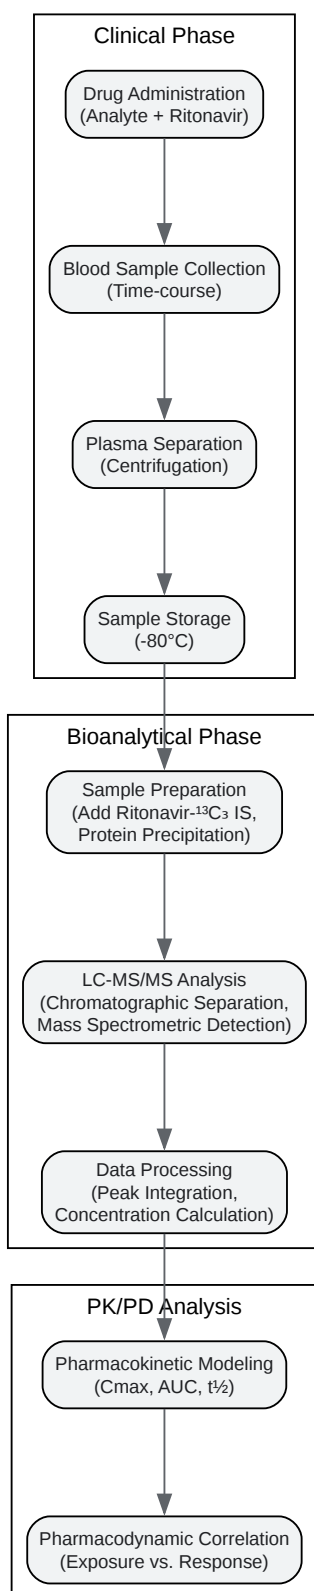 Clinical Phase
Drug Administration
(Analyte + Ritonavir)
Blood Sample Collection
(Time-course)
Plasma Separation
(Centrifugation)
Sample Storage
(-80°C)
Bioanalytical Phase
Sample Preparation
(Add Ritonavir-¹³C₃ IS,
Protein Precipitation)
LC-MS/MS Analysis
(Chromatographic Separation,
Mass Spectrometric Detection)
Data Processing
(Peak Integration,
Concentration Calculation)
PK/PD Analysis
Pharmacokinetic Modeling
(Cmax, AUC, t½)
Pharmacodynamic Correlation
(Exposure vs. Response)